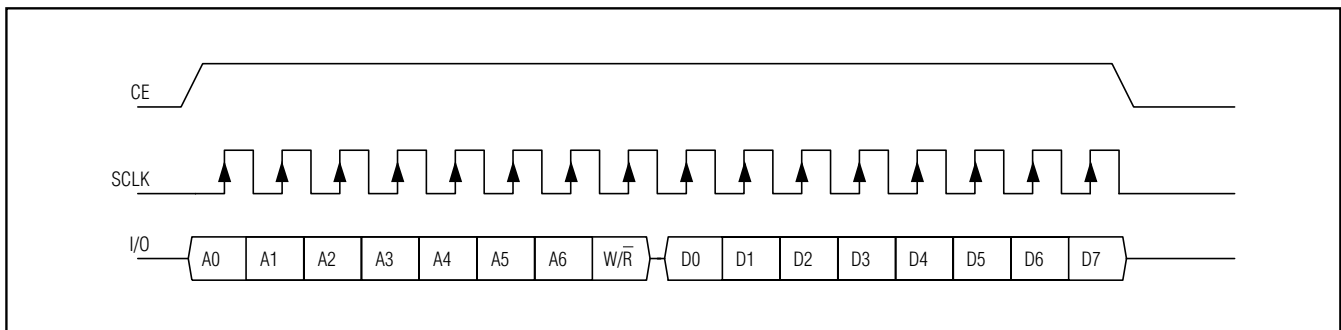 CE
SCLK
I/O A0 A1 A2 A3 A4 A5 A6 W/R̅ D0 D1 D2 D3 D4 D5 D6 D7